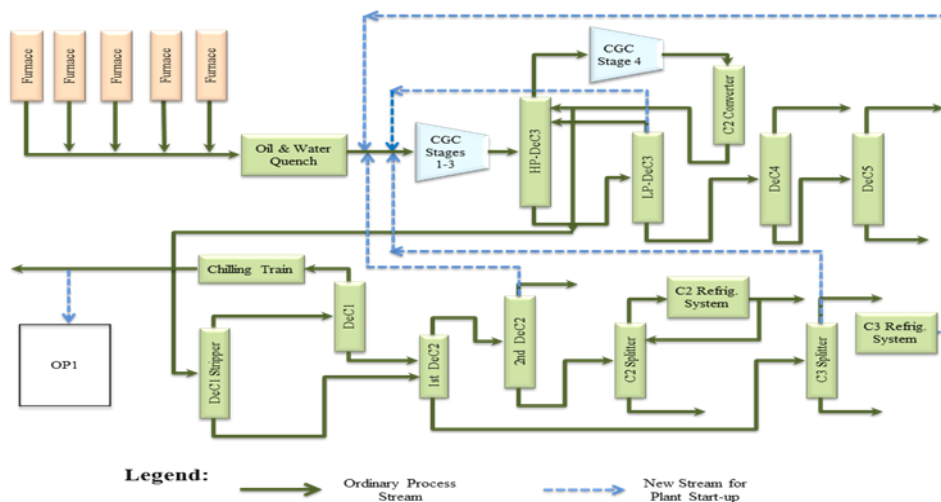 Furnace
Furnace
Furnace
Furnace
Furnace
Oil & Water
Quench
CGC
Stages
1-3
HP-DeC3
CGC
Stage 4
C2 Converter
LP-DeC3
DeC4
DeC5
Chilling Train
OP1
DeC1 Stripper
DeC1
1st DeC2
2nd DeC2
C2 Splitter
C2 Refrig.
System
C3 Splitter
C3 Refrig.
System
Legend:
Ordinary Process
Stream
New Stream for
Plant Start-up